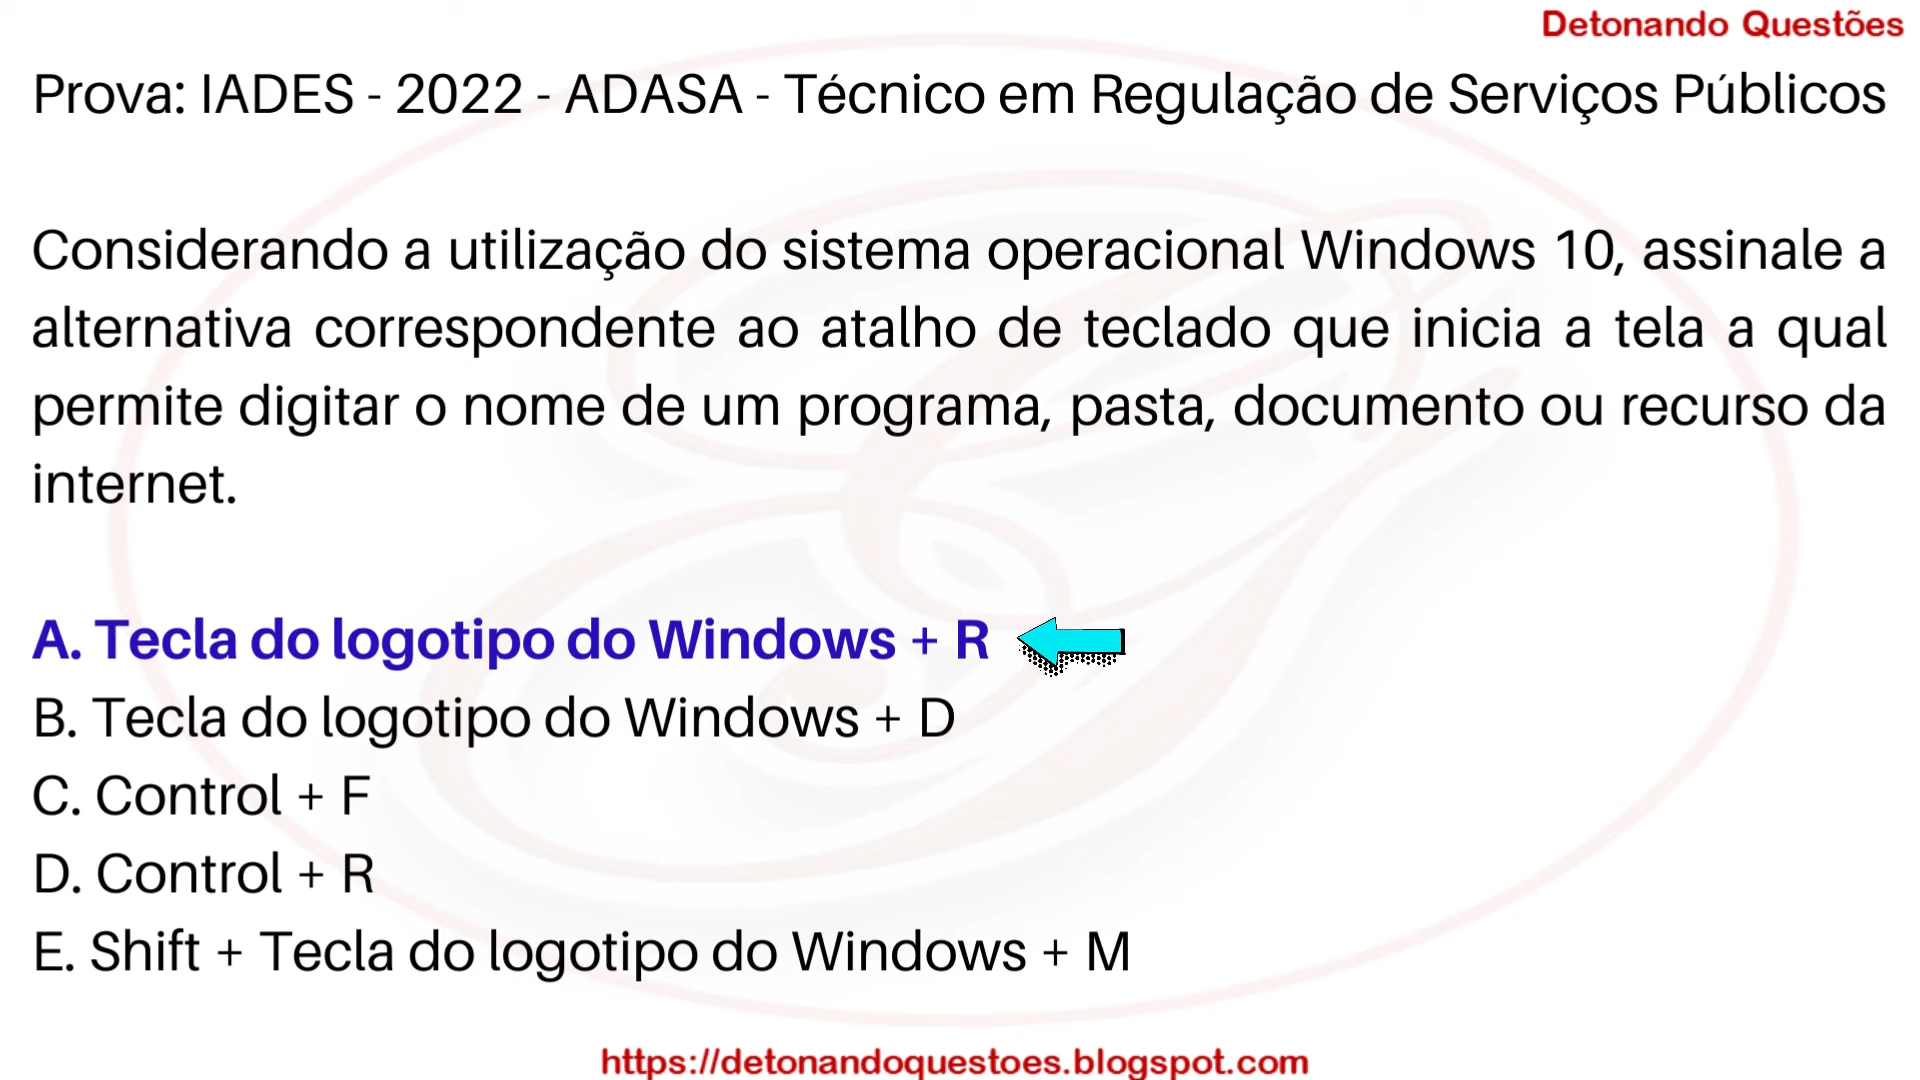 Detonando Questões
Prova: IADES - 2022 - ADASA - Técnico em Regulação de Serviços Públicos
Considerando a utilização do sistema operacional Windows 10, assinale a
alternativa correspondente ao atalho de teclado que inicia a tela a qual
permite digitar o nome de um programa, pasta, documento ou recurso da
internet.
A. Tecla do logotipo do Windows + R
B. Tecla do logotipo do Windows + D
C. Control + F
D. Control + R
E. Shift + Tecla do logotipo do Windows + M
https://detonandoquestoes.blogspot.com